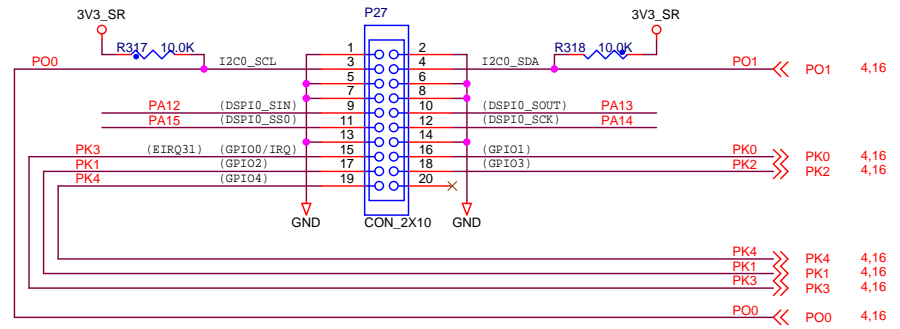 P27
3V3_SR 3V3_SR
R317 10.0K 1 2 R318 10.0K
PO0 I2C0_SCL 3 4 I2C0_SDA PO1 PO1 4,16
5 6
7 8
PA12 (DSPI0_SIN) 9 10 (DSPI0_SOUT) PA13
PA15 (DSPI0_SS0) 11 12 (DSPI0_SCK) PA14
13 14
PK3 (EIRQ31) (GPIO0/IRQ) 15 16 (GPIO1) PK0 PK0 4,16
PK1 (GPIO2) 17 18 (GPIO3) PK2 PK2 4,16
PK4 (GPIO4) 19 20
GND CON_2X10 GND
PK4 PK4 4,16
PK1 PK1 4,16
PK3 PK3 4,16
PO0 PO0 4,16